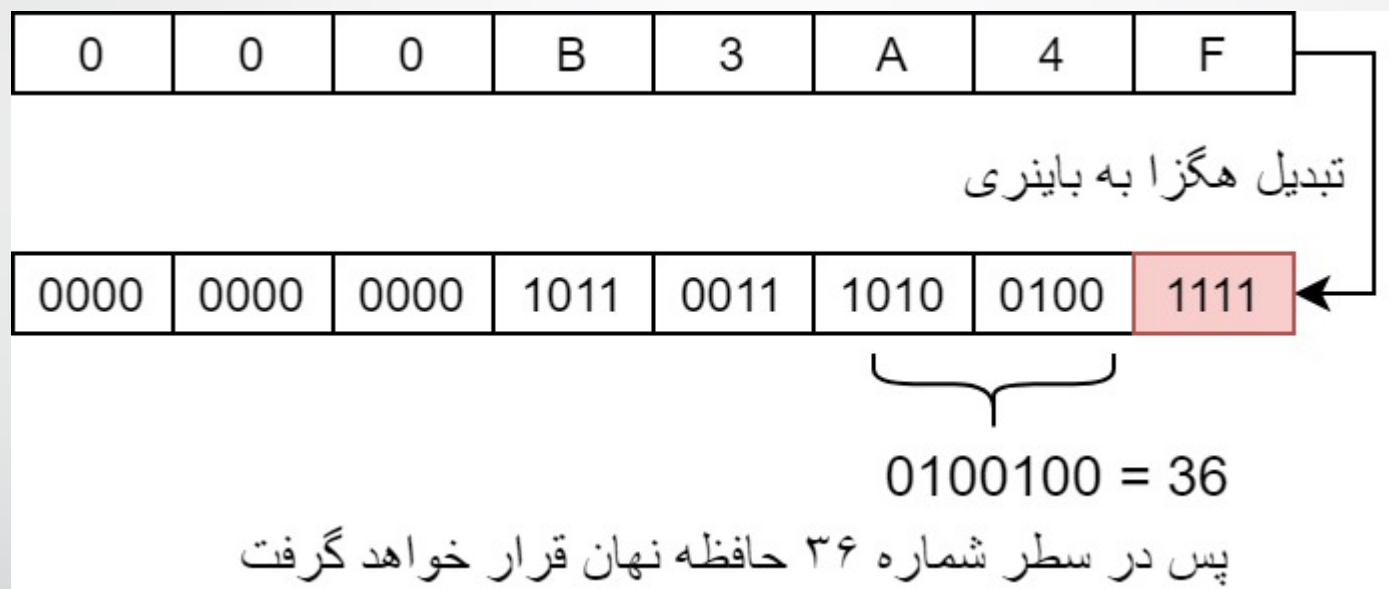 0 0 0 B 3 A 4 F
تبدیل هگزا به باینری
0000 0000 0000 1011 0011 1010 0100 1111
0100100 = 36
پس در سطر شماره ۳۶ حافظه نهان قرار خواهد گرفت